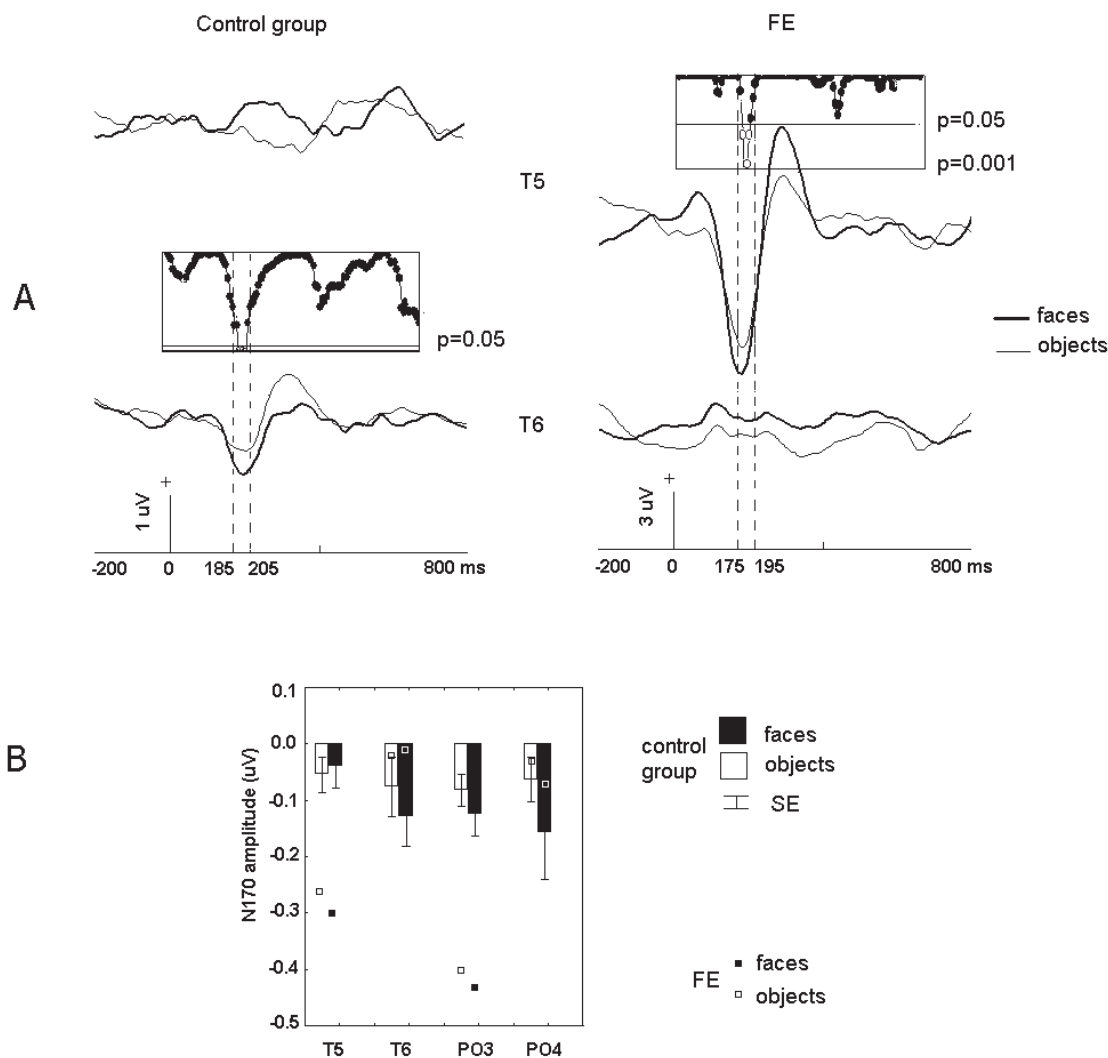 Control group
FE
p=0.05
p=0.001
T5
A
faces
objects
p=0.05
T6
+
1 uV
+
3 uV
-200 0 185 205 800 ms
-200 0 175 195 800 ms
B
0.1
0.0
-0.1
-0.2
-0.3
-0.4
-0.5
N170 amplitude (uV)
T5 T6 PO3 PO4
control group
faces
objects
SE
FE
faces
objects